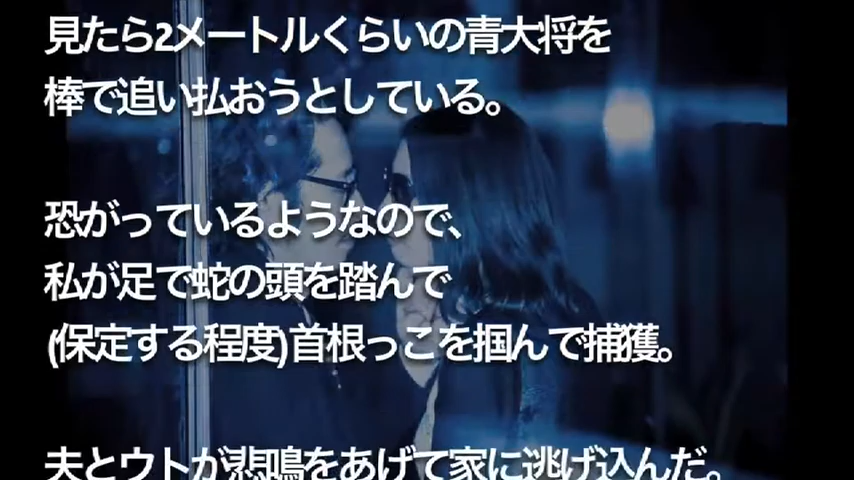 見たら2メートルくらいの青大将を
棒で追い払おうとしている。
恐がっているようなので、
私が足で蛇の頭を踏んで
(保定する程度)首根っこを掴んで捕獲。
夫とウトが悲鳴をあげて家に逃げ込んだ。